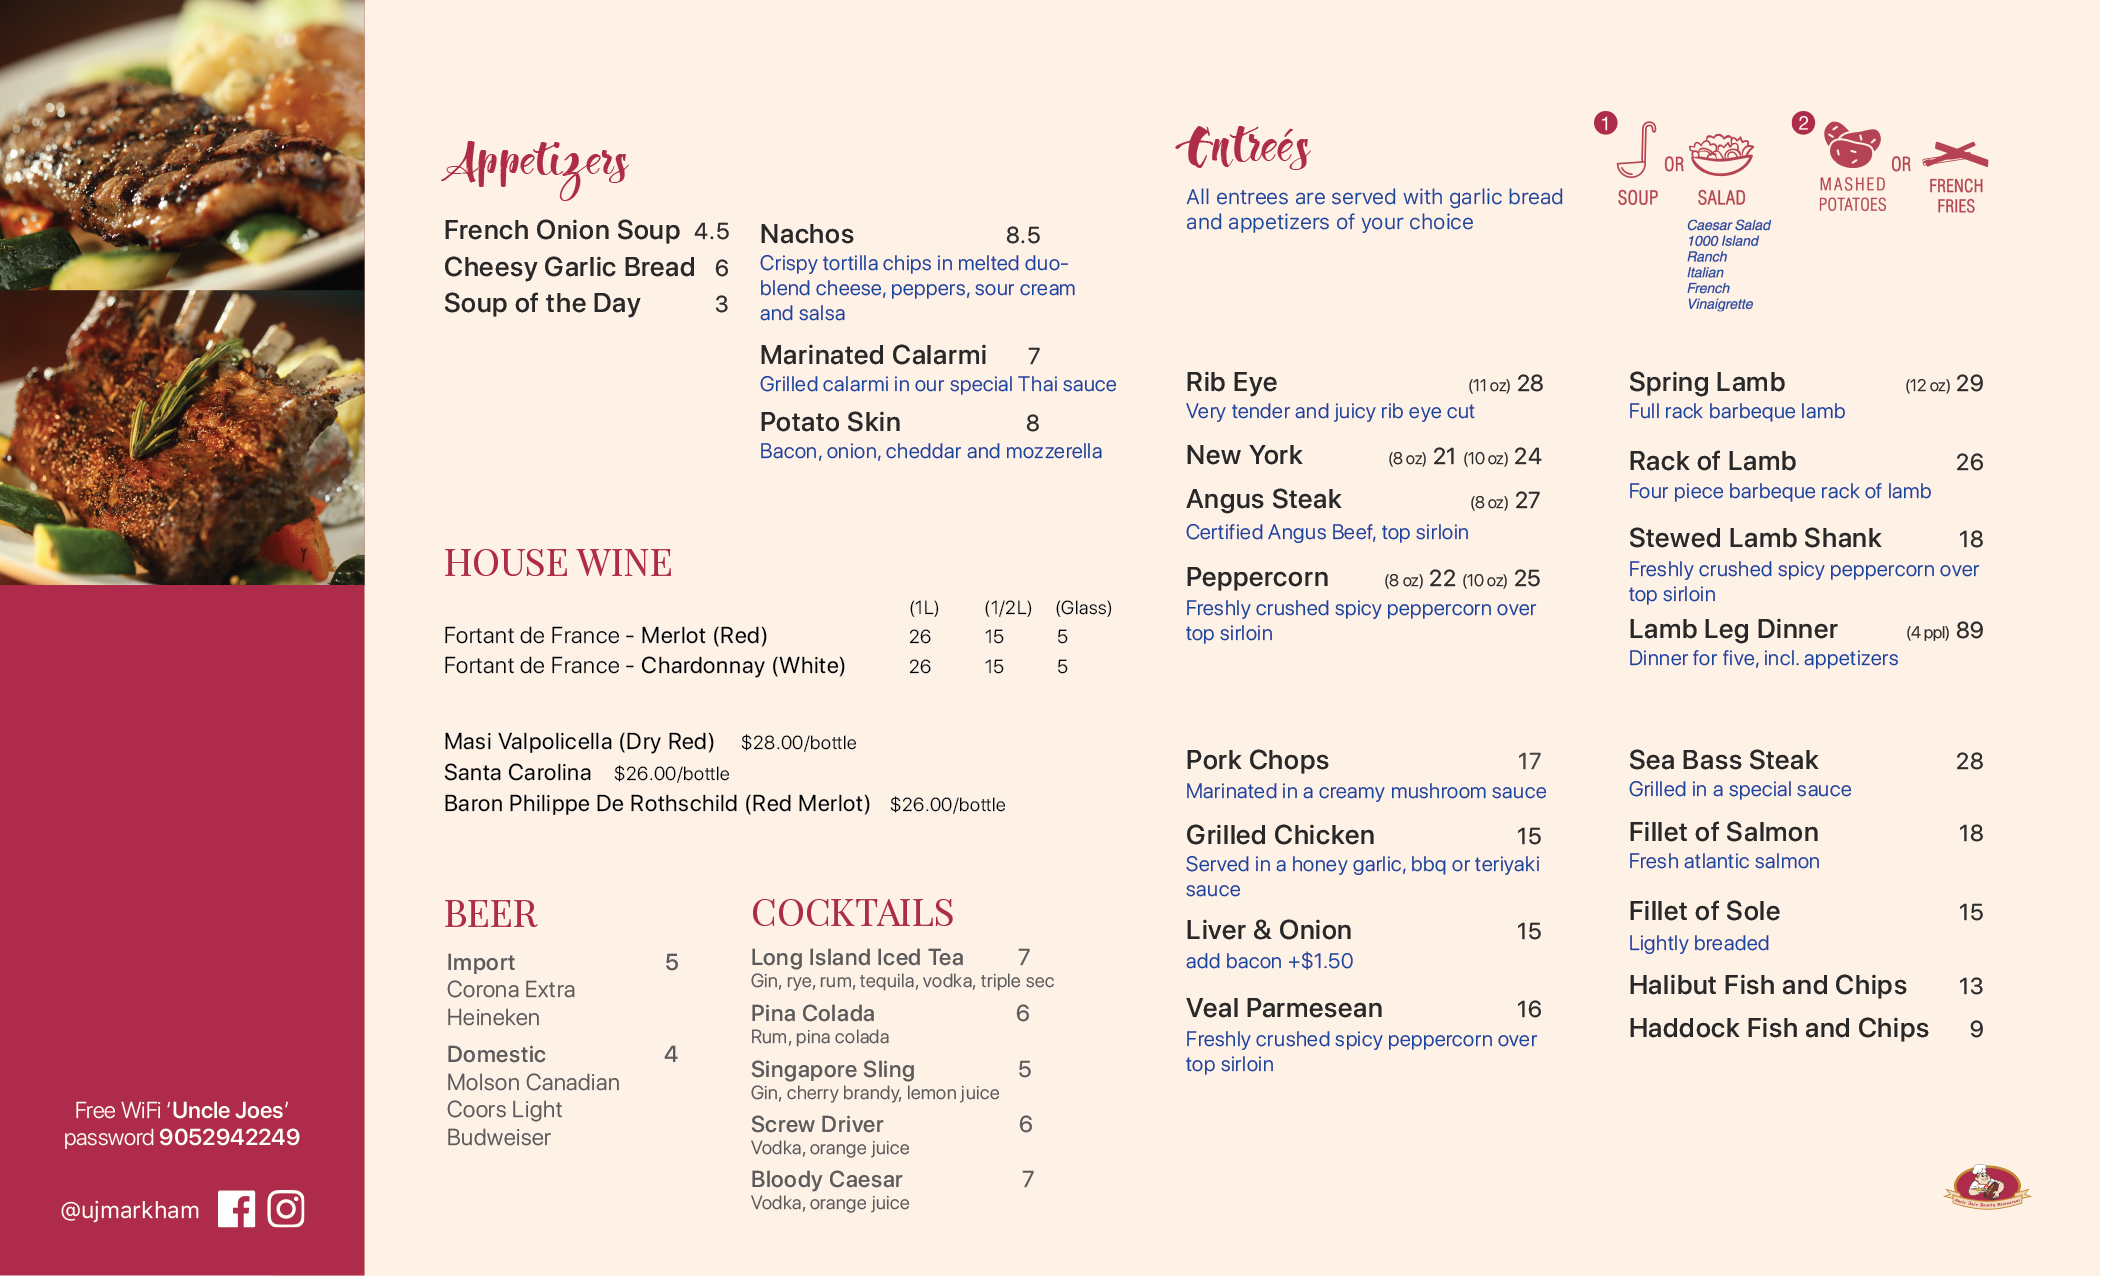 Appetizers
French Onion Soup 4.5
Cheesy Garlic Bread 6
Soup of the Day 3
Nachos 8.5
Crispy tortilla chips in melted duo-
blend cheese, peppers, sour cream
and salsa
Marinated Calarmi 7
Grilled calarmi in our special Thai sauce
Potato Skin 8
Bacon, onion, cheddar and mozzerella
HOUSE WINE
(1L) (1/2L) (Glass)
Fortant de France - Merlot (Red) 26 15 5
Fortant de France - Chardonnay (White) 26 15 5
Masi Valpolicella (Dry Red) $28.00/bottle
Santa Carolina $26.00/bottle
Baron Philippe De Rothschild (Red Merlot) $26.00/bottle
BEER
Import 5
Corona Extra
Heineken
Domestic 4
Molson Canadian
Coors Light
Budweiser
COCKTAILS
Long Island Iced Tea 7
Gin, rye, rum, tequila, vodka, triple sec
Pina Colada 6
Rum, pina colada
Singapore Sling 5
Gin, cherry brandy, lemon juice
Screw Driver 6
Vodka, orange juice
Bloody Caesar 7
Vodka, orange juice
Entreés
All entrees are served with garlic bread
and appetizers of your choice
1
SOUP
OR
SALAD
Caesar Salad
1000 Island
Ranch
Italian
French
Vinaigrette
2
MASHED
POTATOES
OR
FRENCH
FRIES
Rib Eye (11 oz) 28
Very tender and juicy rib eye cut
New York (8 oz) 21 (10 oz) 24
Angus Steak (8 oz) 27
Certified Angus Beef, top sirloin
Peppercorn (8 oz) 22 (10 oz) 25
Freshly crushed spicy peppercorn over
top sirloin
Spring Lamb (12 oz) 29
Full rack barbeque lamb
Rack of Lamb 26
Four piece barbeque rack of lamb
Stewed Lamb Shank 18
Freshly crushed spicy peppercorn over
top sirloin
Lamb Leg Dinner (4 ppl) 89
Dinner for five, incl. appetizers
Pork Chops 17
Marinated in a creamy mushroom sauce
Grilled Chicken 15
Served in a honey garlic, bbq or teriyaki
sauce
Liver & Onion 15
add bacon +$1.50
Veal Parmesean 16
Freshly crushed spicy peppercorn over
top sirloin
Sea Bass Steak 28
Grilled in a special sauce
Fillet of Salmon 18
Fresh atlantic salmon
Fillet of Sole 15
Lightly breaded
Halibut Fish and Chips 13
Haddock Fish and Chips 9
Free WiFi ‘Uncle Joes’
password 9052942249
@ujmarkham